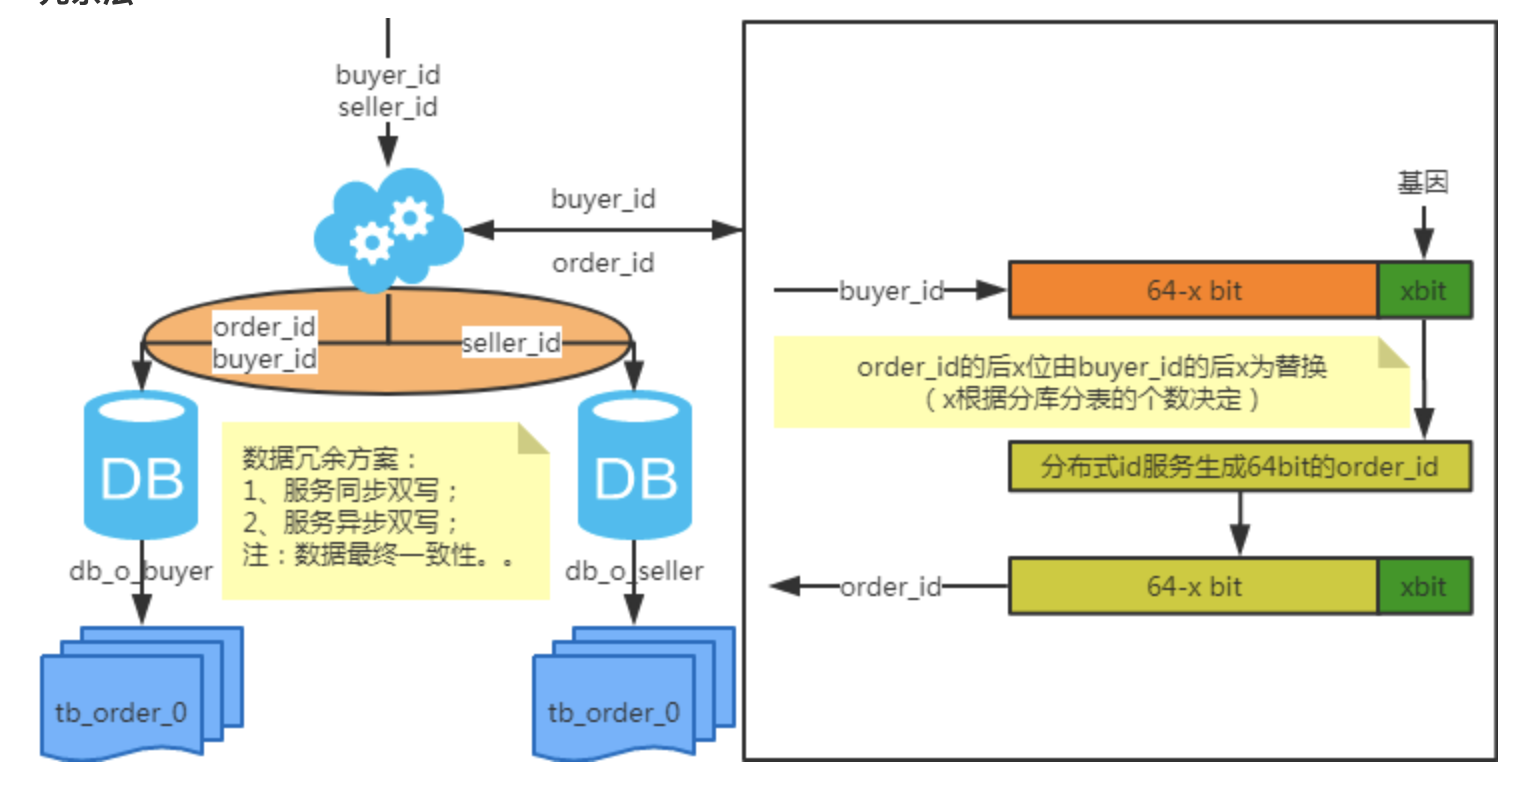 buyer_id
seller_id
buyer_id
order_id
order_id
buyer_id
seller_id
DB
DB
数据冗余方案：
1、服务同步双写；
2、服务异步双写；
注：数据最终一致性。。
db_o_buyer
db_o_seller
tb_order_0
tb_order_0
基因
buyer_id
64-x bit
xbit
order_id的后x位由buyer_id的后x为替换
（x根据分库分表的个数决定）
分布式id服务生成64bit的order_id
order_id
64-x bit
xbit